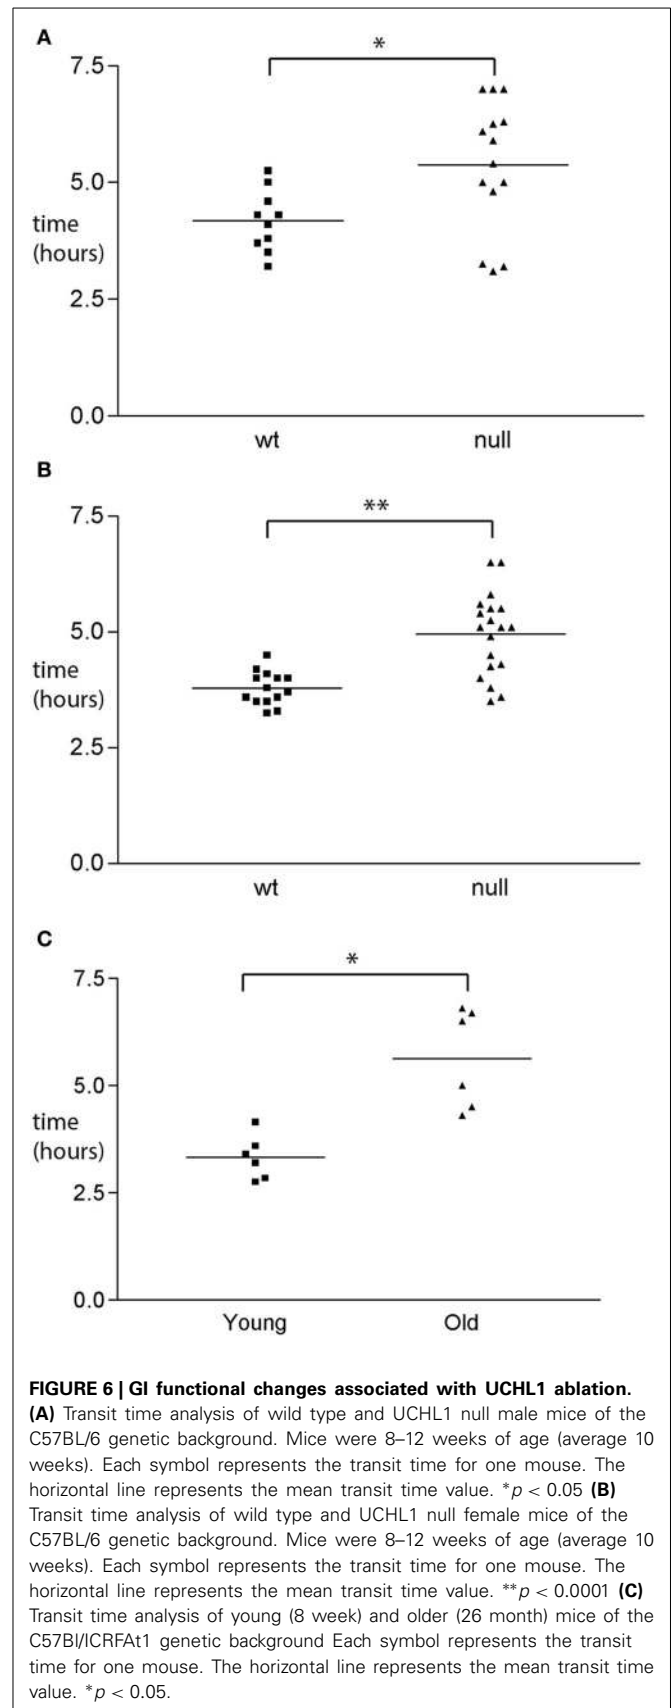 A
*
7.5
5.0
time
(hours)
2.5
0.0
wt null
B
**
7.5
5.0
time
(hours)
2.5
0.0
wt null
C
*
7.5
5.0
time
(hours)
2.5
0.0
Young Old
FIGURE 6 | GI functional changes associated with UCHL1 ablation.
(A) Transit time analysis of wild type and UCHL1 null male mice of the
C57BL/6 genetic background. Mice were 8–12 weeks of age (average 10
weeks). Each symbol represents the transit time for one mouse. The
horizontal line represents the mean transit time value. *p < 0.05 (B)
Transit time analysis of wild type and UCHL1 null female mice of the
C57BL/6 genetic background. Mice were 8–12 weeks of age (average 10
weeks). Each symbol represents the transit time for one mouse. The
horizontal line represents the mean transit time value. **p < 0.0001 (C)
Transit time analysis of young (8 week) and older (26 month) mice of the
C57Bl/ICRFAt1 genetic background Each symbol represents the transit
time for one mouse. The horizontal line represents the mean transit time
value. *p < 0.05.